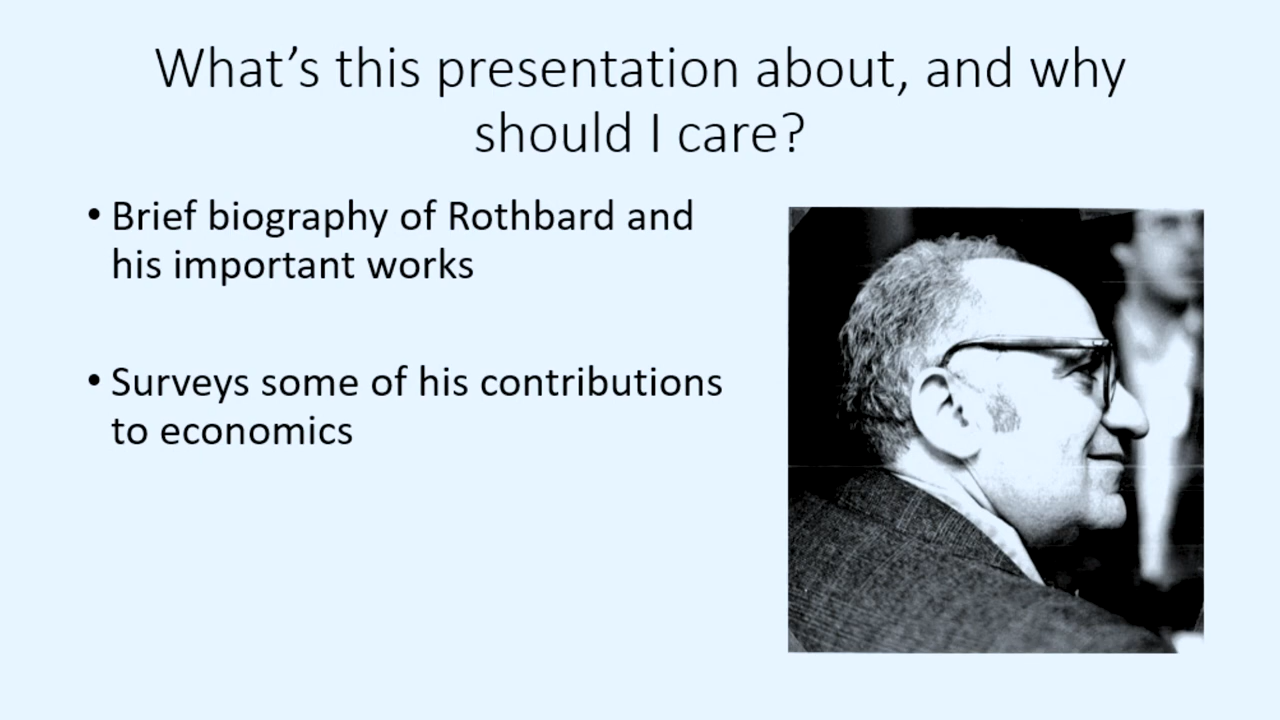 What’s this presentation about, and why
should I care?
• Brief biography of Rothbard and
his important works
• Surveys some of his contributions
to economics